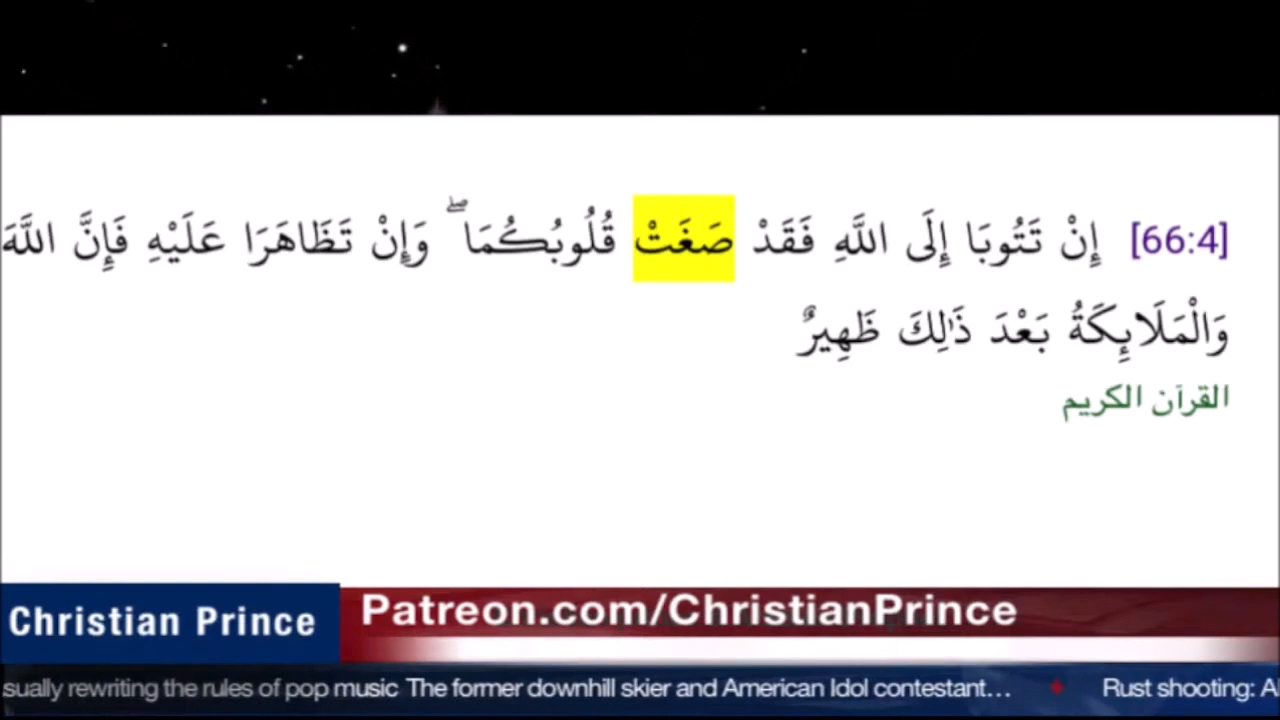 [66:4] إِنْ تَتُوبَا إِلَى اللَّهِ فَقَدْ صَغَتْ قُلُوبُكُمَا ۖ وَإِنْ تَظَاهَرَا عَلَيْهِ فَإِنَّ اللَّهَ
وَالْمَلَائِكَةُ بَعْدَ ذَٰلِكَ ظَهِيرٌ
القرآن الكريم
Christian Prince
Patreon.com/ChristianPrince
sually rewriting the rules of pop music The former downhill skier and American Idol contestant... Rust shooting: Al